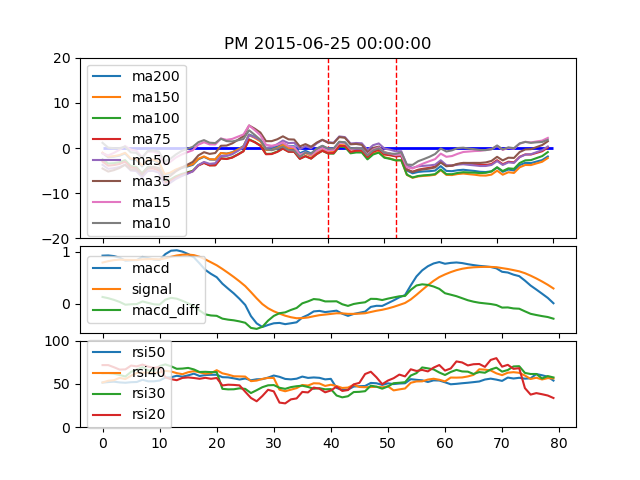 PM 2015-06-25 00:00:00
20
10
0
−10
−20
ma200
ma150
ma100
ma75
ma50
ma35
ma15
ma10
1
0
macd
signal
macd_diff
100
50
0
rsi50
rsi40
rsi30
rsi20
0 10 20 30 40 50 60 70 80